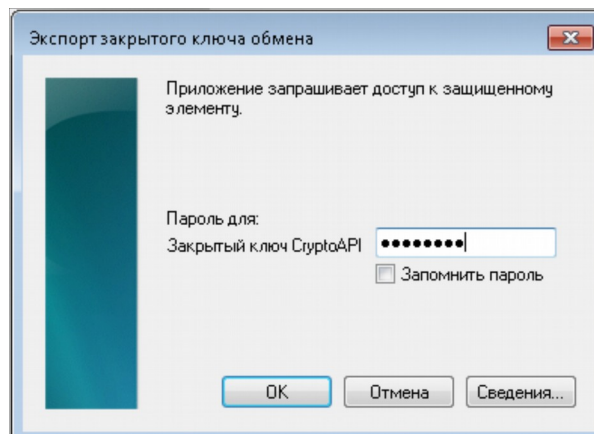 Экспорт закрытого ключа обмена
Приложение запрашивает доступ к защищенному
элементу.
Пароль для:
Закрытый ключ CryptoAPI ●●●●●●●●
Запомнить пароль
OK Отмена Сведения...